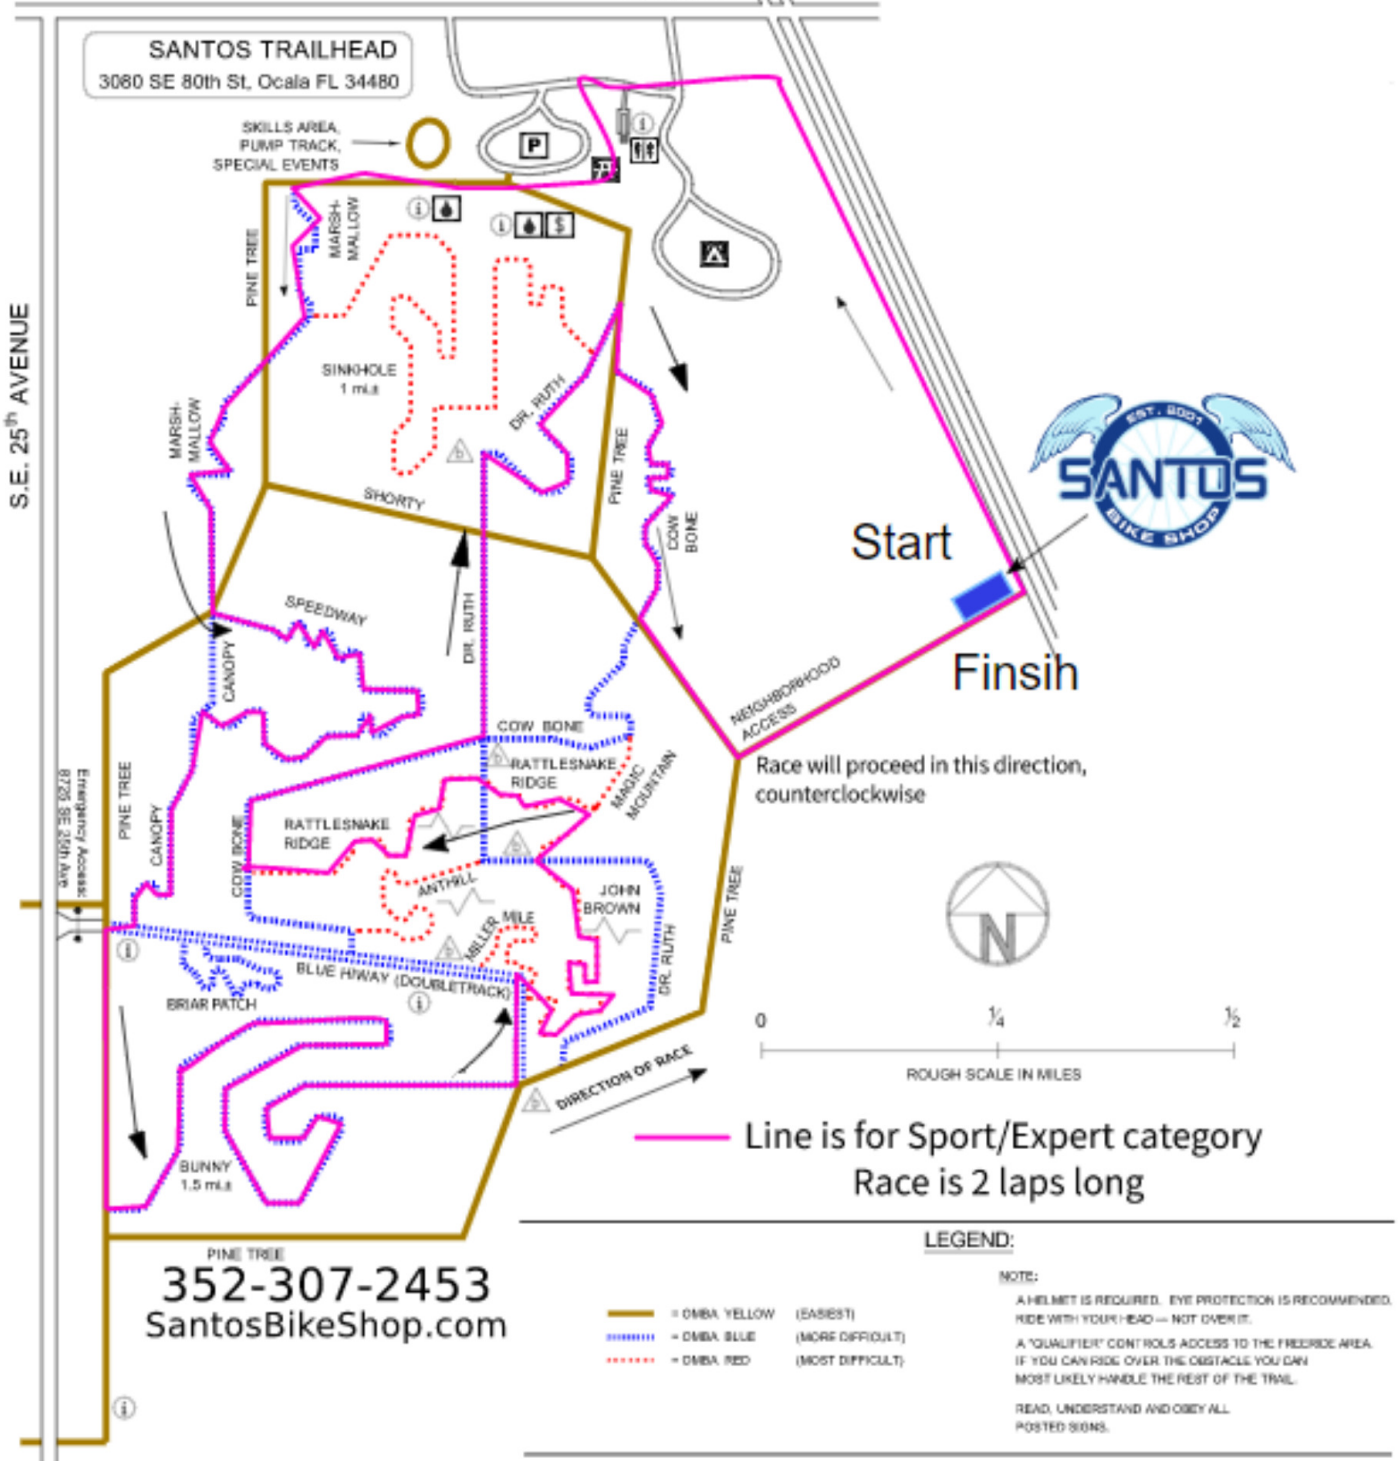 SANTOS TRAILHEAD
3080 SE 80th St, Ocala FL 34480
SKILLS AREA,
PUMP TRACK,
SPECIAL EVENTS
P
i
i
i
$
MARSH-
MALLOW
PINE TREE
S.E. 25th AVENUE
SINKHOLE
1 mi.±
DR. RUTH
MARSH-
MALLOW
SHORTY
PINE TREE
COW
BONE
EST. 2001
SANTOS
BIKE SHOP
Start
Finsih
SPEEDWAY
CANOPY
DR. RUTH
NEIGHBORHOOD
ACCESS
COW BONE
RATTLESNAKE
RIDGE
MAGIC
MOUNTAIN
Race will proceed in this direction,
counterclockwise
PINE TREE
CANOPY
Emergency Access:
8725 SE 25th Ave
COW BONE
RATTLESNAKE
RIDGE
ANTHILL
JOHN
BROWN
MILLER MILE
PINE TREE
DR. RUTH
N
i
BLUE HIWAY (DOUBLETRACK)
i
BRIAR PATCH
0
¼
½
ROUGH SCALE IN MILES
DIRECTION OF RACE
BUNNY
1.5 mi.±
Line is for Sport/Expert category
Race is 2 laps long
PINE TREE
352-307-2453
SantosBikeShop.com
i
LEGEND:
= OMBA YELLOW (EASIEST)
= OMBA BLUE (MORE DIFFICULT)
= OMBA RED (MOST DIFFICULT)
NOTE:
A HELMET IS REQUIRED. EYE PROTECTION IS RECOMMENDED.
RIDE WITH YOUR HEAD — NOT OVER IT.
A "QUALIFIER" CONTROLS ACCESS TO THE FREERIDE AREA.
IF YOU CAN RIDE OVER THE OBSTACLE YOU CAN
MOST LIKELY HANDLE THE REST OF THE TRAIL.
READ, UNDERSTAND AND OBEY ALL
POSTED SIGNS.